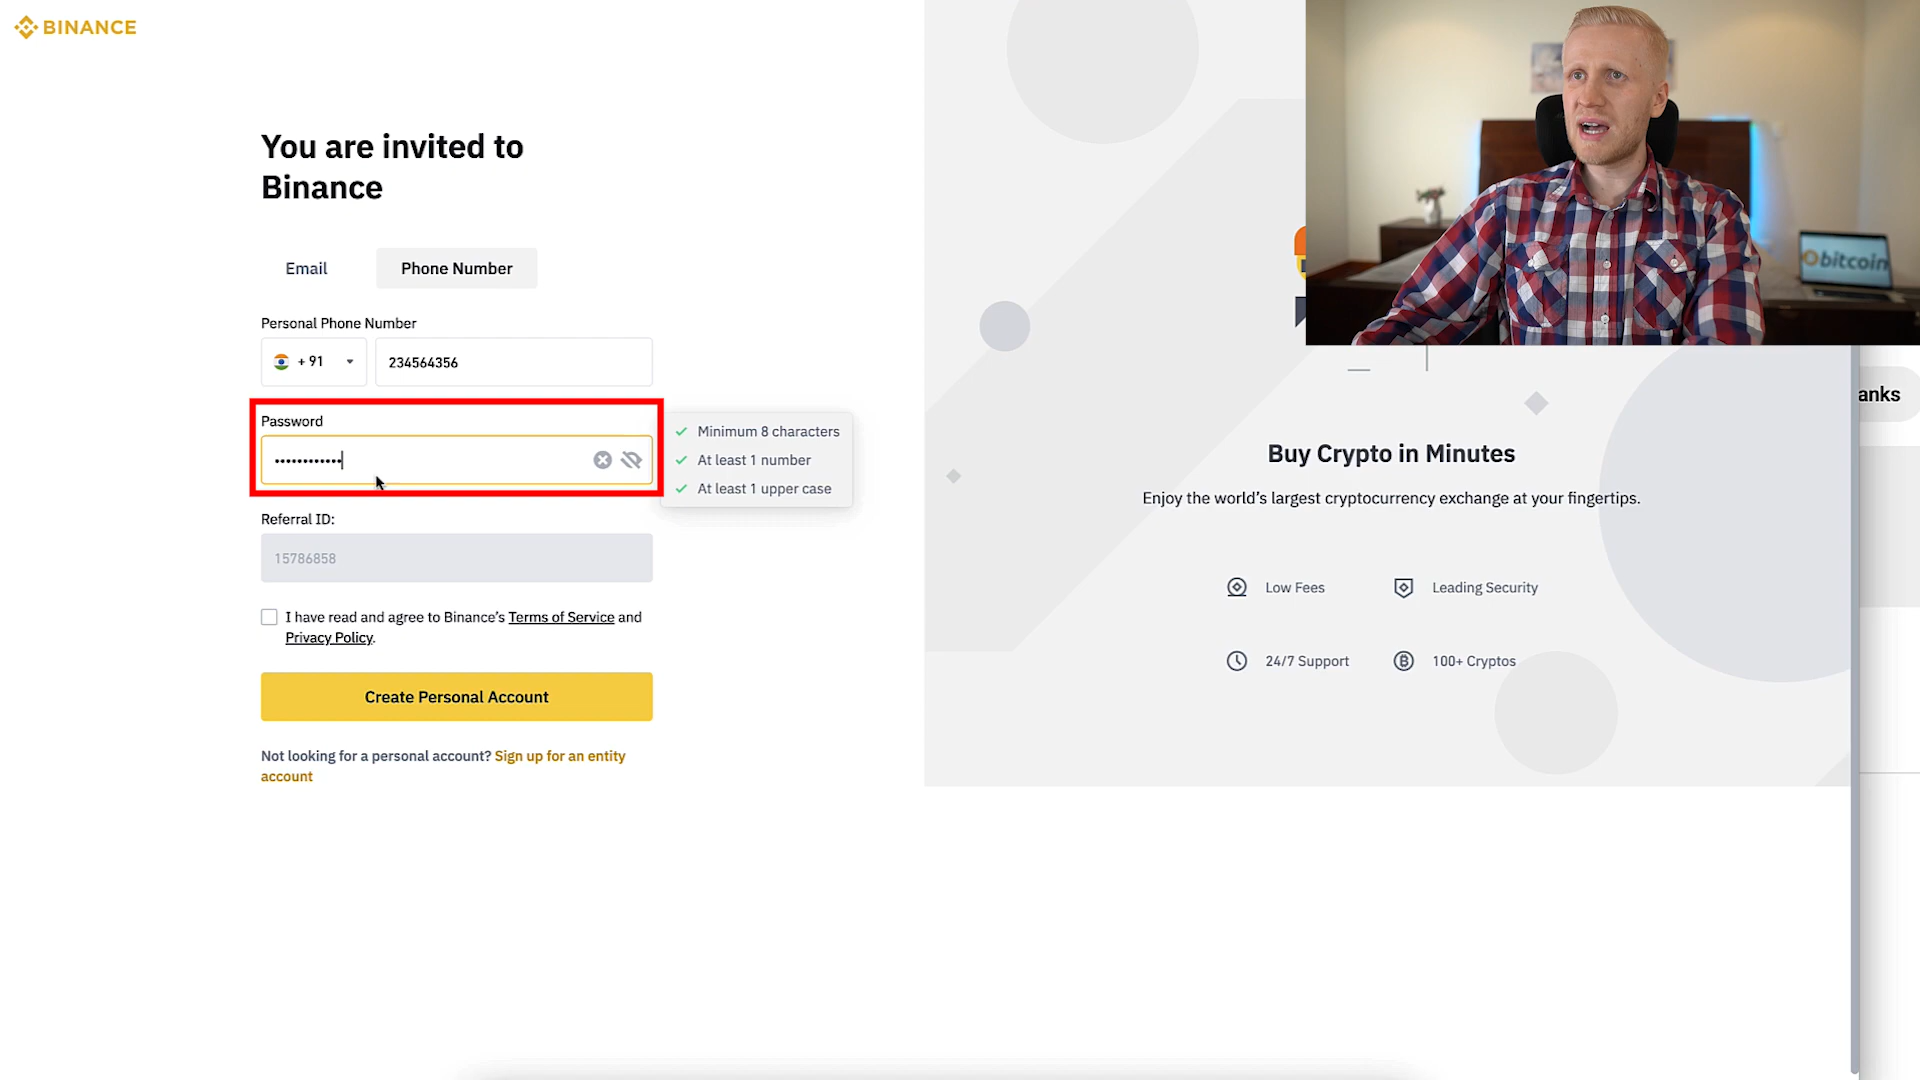 BINANCE
You are invited to
Binance
Email
Phone Number
Personal Phone Number
+ 91
234564356
Password
••••••••••••
Minimum 8 characters
At least 1 number
At least 1 upper case
Referral ID:
15786858
I have read and agree to Binance's Terms of Service and
Privacy Policy.
Create Personal Account
Not looking for a personal account? Sign up for an entity
account
bitcoin
anks
Buy Crypto in Minutes
Enjoy the world's largest cryptocurrency exchange at your fingertips.
Low Fees
Leading Security
24/7 Support
100+ Cryptos